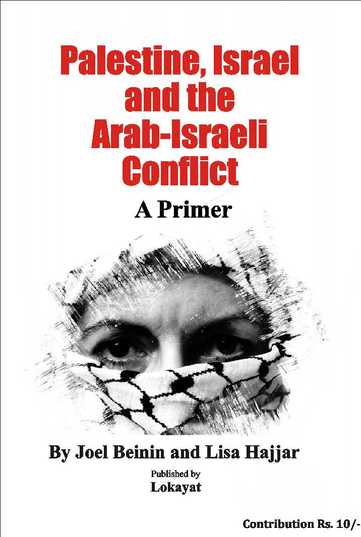 Palestine, Israel
and the
Arab-Israeli
Conflict
A Primer
By Joel Beinin and Lisa Hajjar
Published by
Lokayat
Contribution Rs. 10/-